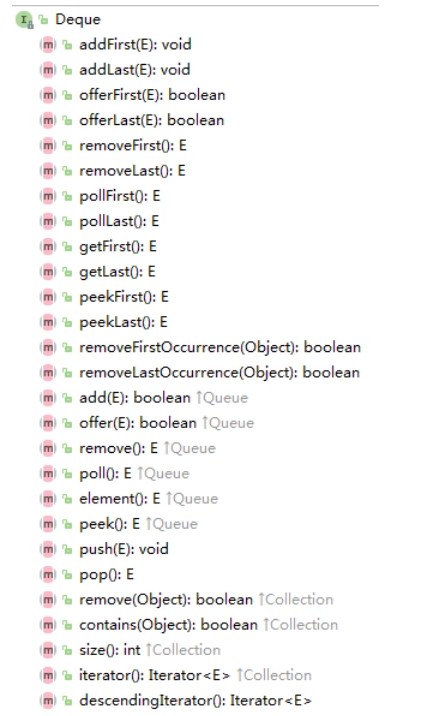 Deque
addFirst(E): void
addLast(E): void
offerFirst(E): boolean
offerLast(E): boolean
removeFirst(): E
removeLast(): E
pollFirst(): E
pollLast(): E
getFirst(): E
getLast(): E
peekFirst(): E
peekLast(): E
removeFirstOccurrence(Object): boolean
removeLastOccurrence(Object): boolean
add(E): boolean ↑Queue
offer(E): boolean ↑Queue
remove(): E ↑Queue
poll(): E ↑Queue
element(): E ↑Queue
peek(): E ↑Queue
push(E): void
pop(): E
remove(Object): boolean ↑Collection
contains(Object): boolean ↑Collection
size(): int ↑Collection
iterator(): Iterator<E> ↑Collection
descendingIterator(): Iterator<E>